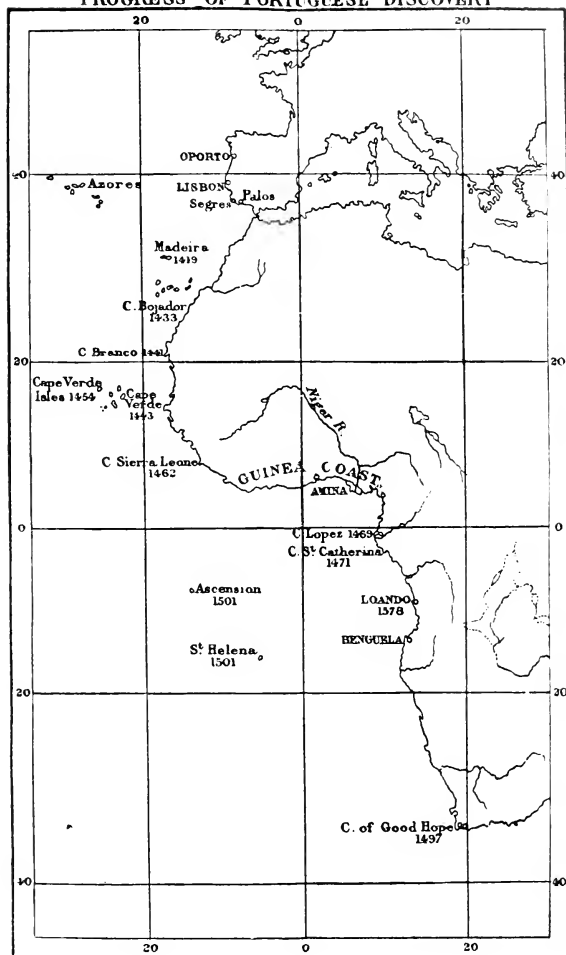 PROGRESS OF PORTUGUESE DISCOVERY
20
0
20
OPORTO
40
40
Azores
LISBON
Segres
Palos
Madeira
1419
C. Bojador
1433
C Branco 1441
20
20
Cape Verde
Isles 1454
Cape
Verde
1443
Niger R.
C Sierra Leone
1462
GUINEA COAST
AMINA
0
0
C Lopez 1469
C. St Catherina
1471
Ascension
1501
LOANDO
1578
St Helena
1501
BENGUELA
20
20
C. of Good Hope
1497
40
40
20
0
20